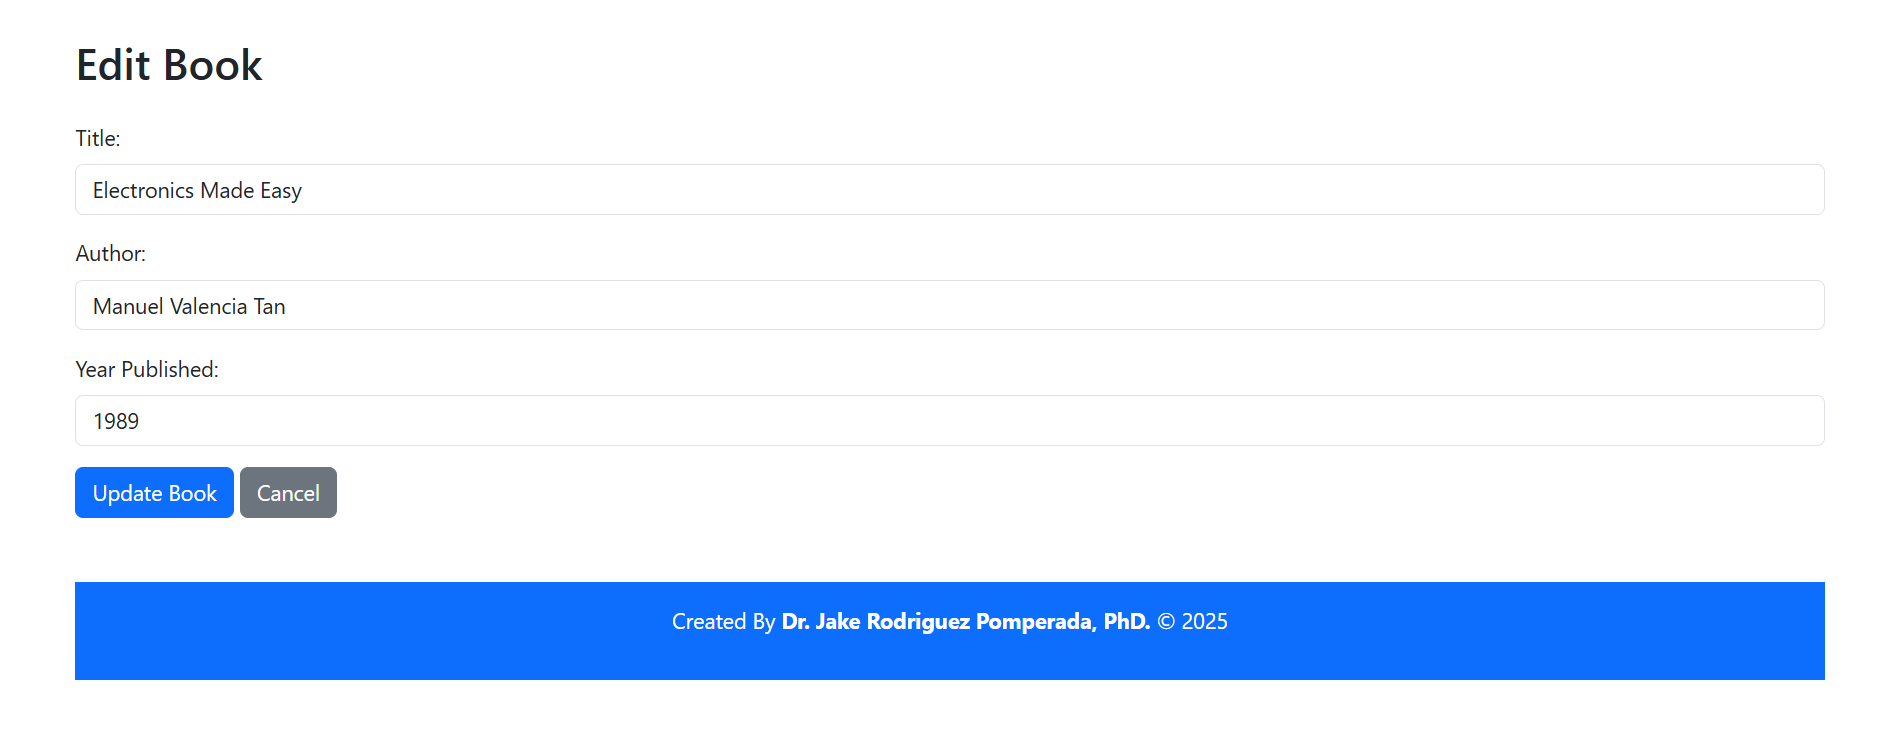 Edit Book
Title:
Electronics Made Easy
Author:
Manuel Valencia Tan
Year Published:
1989
Update Book Cancel
Created By Dr. Jake Rodriguez Pomperada, PhD. © 2025